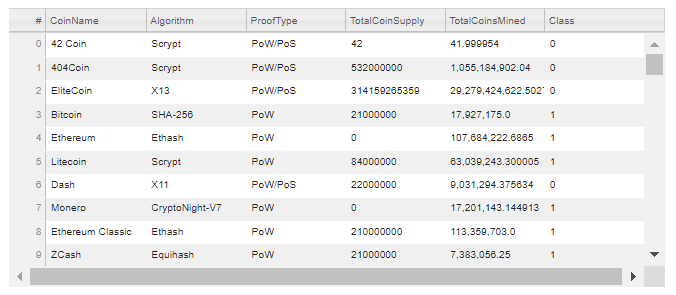 # CoinName Algorithm ProofType TotalCoinSupply TotalCoinsMined Class
0 42 Coin Scrypt PoW/PoS 42 41.999954 0
1 404Coin Scrypt PoW/PoS 532000000 1,055,184,902.04 0
2 EliteCoin X13 PoW/PoS 314159265359 29,279,424,622.502 0
3 Bitcoin SHA-256 PoW 21000000 17,927,175.0 1
4 Ethereum Ethash PoW 0 107,684,222.6865 1
5 Litecoin Scrypt PoW 84000000 63,039,243.300005 1
6 Dash X11 PoW/PoS 22000000 9,031,294.375634 0
7 Monero CryptoNight-V7 PoW 0 17,201,143.144913 1
8 Ethereum Classic Ethash PoW 210000000 113,359,703.0 1
9 ZCash Equihash PoW 21000000 7,383,056.25 1